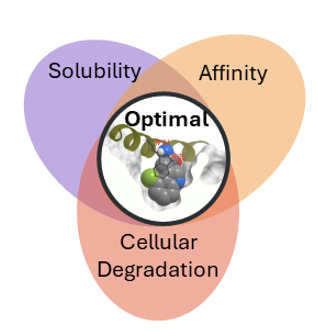 Solubility
Affinity
Optimal
Cellular
Degradation